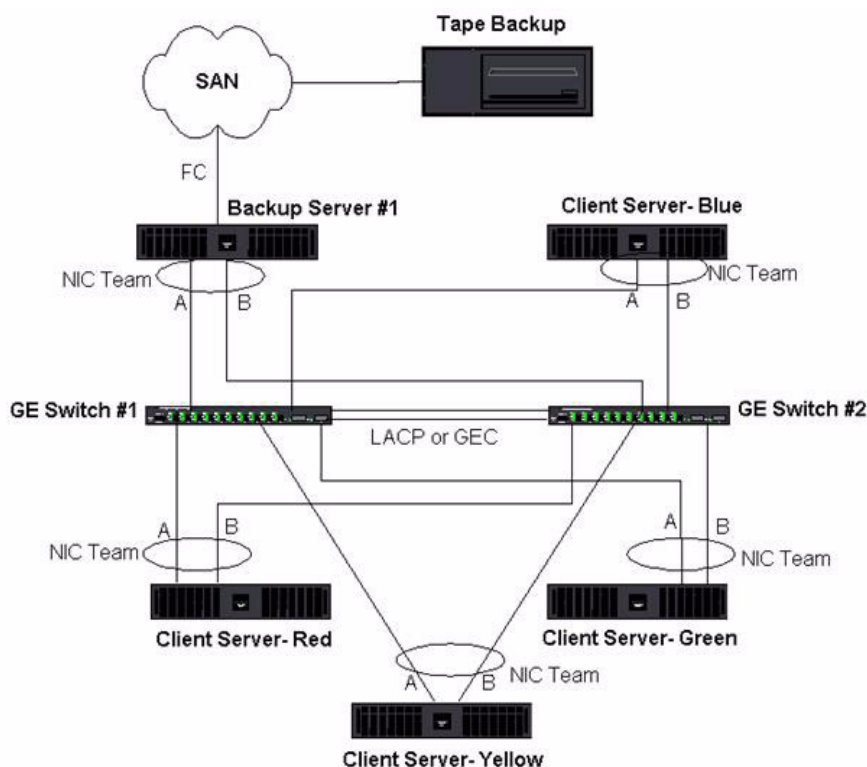 Tape Backup
SAN
FC
Backup Server #1
Client Server- Blue
NIC Team
A
B
NIC Team
A
B
GE Switch #1
GE Switch #2
LACP or GEC
A
B
NIC Team
A
B
NIC Team
Client Server- Red
Client Server- Green
A
B
NIC Team
Client Server- Yellow